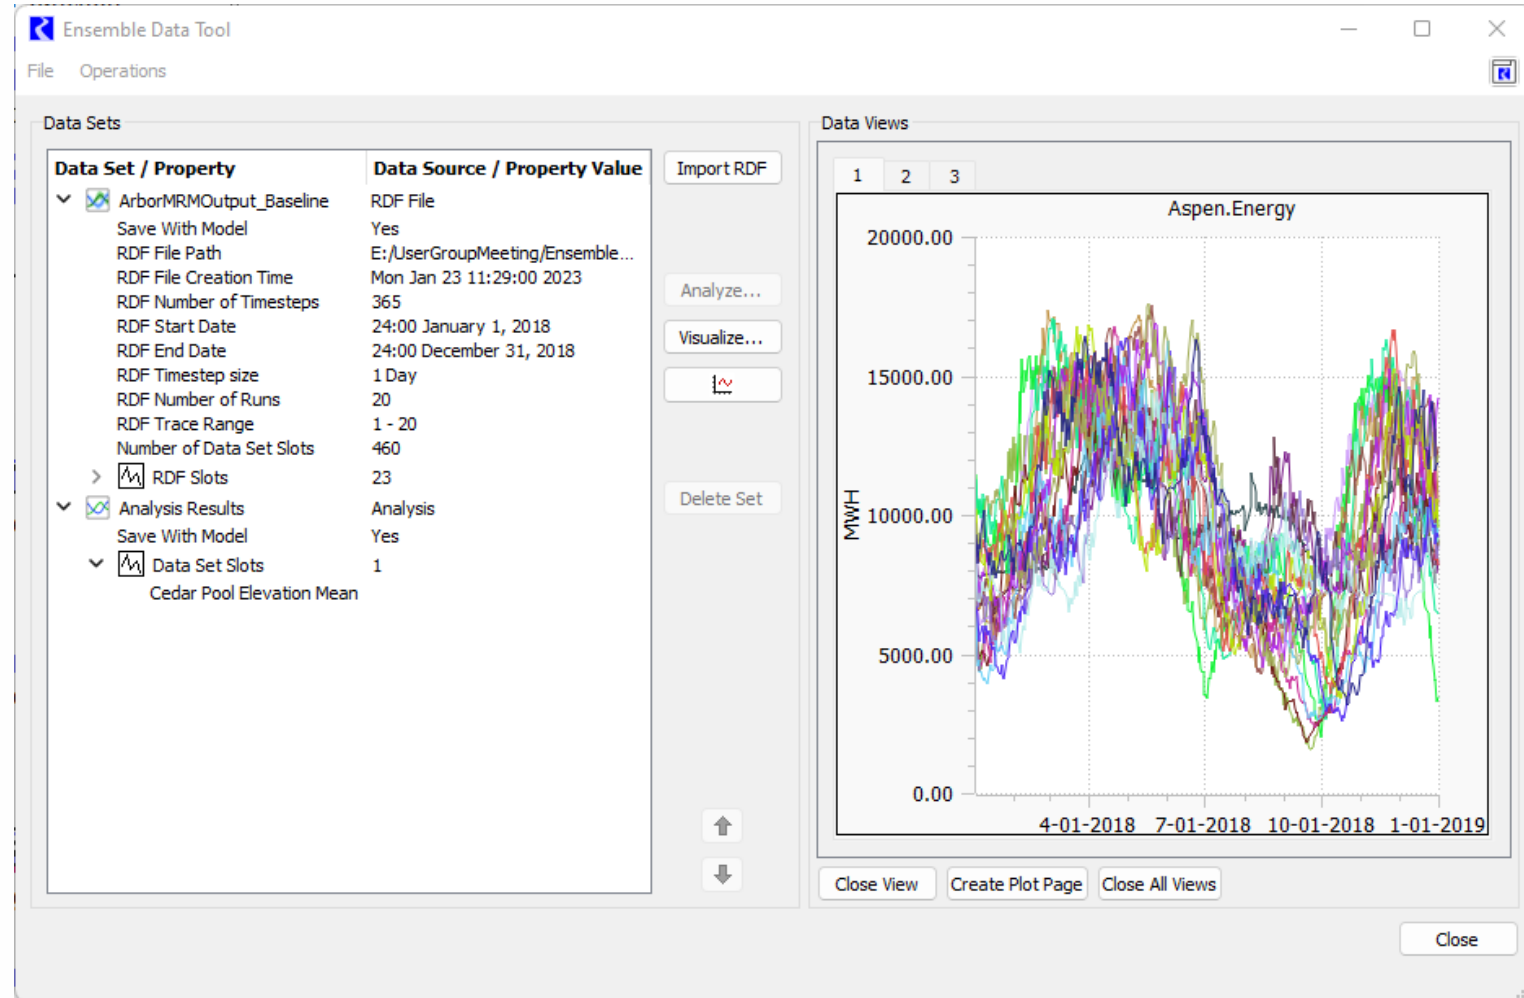 Ensemble Data Tool
File Operations
Data Sets
Data Set / Property Data Source / Property Value
ArborMRMOutput_Baseline RDF File
Save With Model Yes
RDF File Path E:/UserGroupMeeting/Ensemble...
RDF File Creation Time Mon Jan 23 11:29:00 2023
RDF Number of Timesteps 365
RDF Start Date 24:00 January 1, 2018
RDF End Date 24:00 December 31, 2018
RDF Timestep size 1 Day
RDF Number of Runs 20
RDF Trace Range 1 - 20
Number of Data Set Slots 460
RDF Slots 23
Analysis Results Analysis
Save With Model Yes
Data Set Slots 1
Cedar Pool Elevation Mean
Import RDF
Analyze...
Visualize...
Delete Set
Data Views
1 2 3
Aspen.Energy
20000.00
15000.00
10000.00
5000.00
0.00
MWH
4-01-2018 7-01-2018 10-01-2018 1-01-2019
Close View Create Plot Page Close All Views
Close